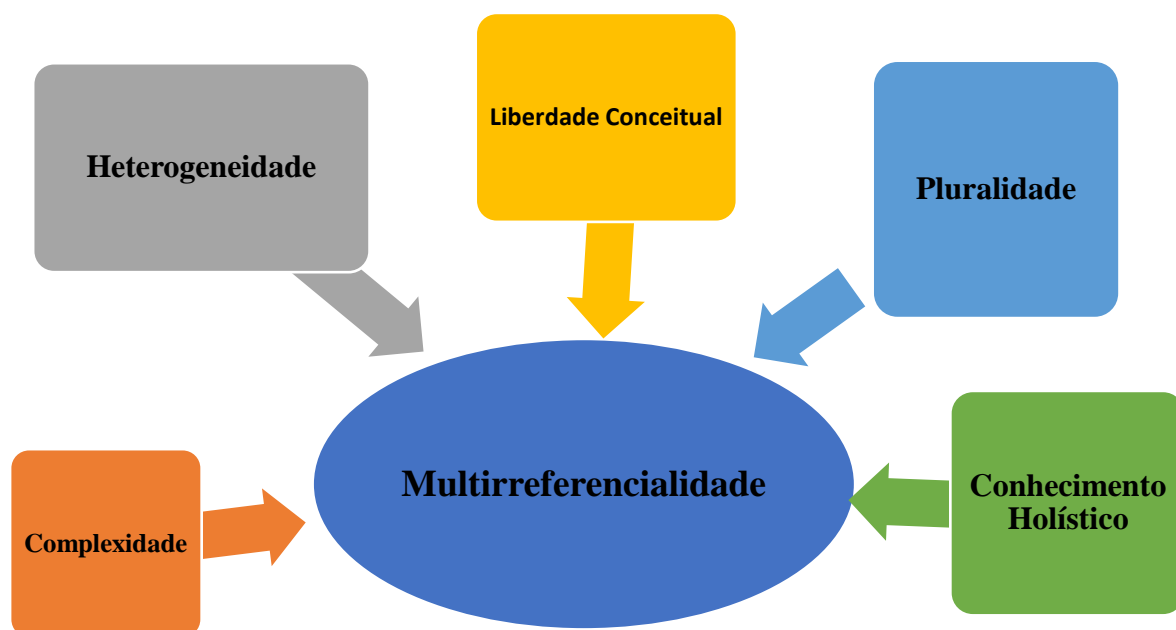 Liberdade Conceitual
Heterogeneidade
Pluralidade
Multirreferencialidade
Conhecimento
Holístico
Complexidade